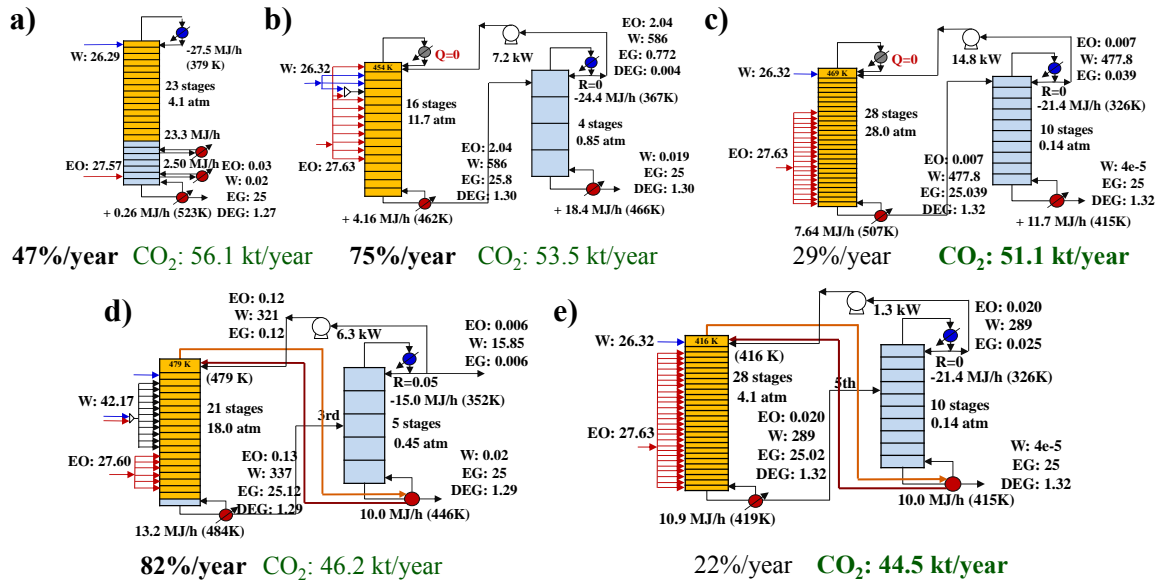 a)
W: 26.29
-27.5 MJ/h
(379 K)
23 stages
4.1 atm
23.3 MJ/h
2.50 MJ/h
EO: 27.57
EO: 0.03
W: 0.02
EG: 25
DEG: 1.27
+ 0.26 MJ/h (523K)
47%/year CO2: 56.1 kt/year
b)
Q=0
454 K
W: 26.32
16 stages
11.7 atm
EO: 27.63
+ 4.16 MJ/h (462K)
7.2 kW
EO: 2.04
W: 586
EG: 0.772
DEG: 0.004
R=0
-24.4 MJ/h (367K)
4 stages
0.85 atm
EO: 2.04
W: 586
EG: 25.8
DEG: 1.30
W: 0.019
EG: 25
DEG: 1.30
+ 18.4 MJ/h (466K)
75%/year CO2: 53.5 kt/year
c)
Q=0
469 K
W: 26.32
28 stages
28.0 atm
EO: 27.63
7.64 MJ/h (507K)
14.8 kW
EO: 0.007
W: 477.8
EG: 0.039
R=0
-21.4 MJ/h (326K)
10 stages
0.14 atm
EO: 0.007
W: 477.8
EG: 25.039
DEG: 1.32
W: 4e-5
EG: 25
DEG: 1.32
+ 11.7 MJ/h (415K)
29%/year CO2: 51.1 kt/year
d)
EO: 0.12
W: 321
EG: 0.12
6.3 kW
EO: 0.006
W: 15.85
EG: 0.006
479 K
(479 K)
W: 42.17
21 stages
18.0 atm
R=0.05
-15.0 MJ/h (352K)
3rd
5 stages
0.45 atm
EO: 27.60
EO: 0.13
W: 337
EG: 25.12
DEG: 1.29
W: 0.02
EG: 25
DEG: 1.29
13.2 MJ/h (484K)
10.0 MJ/h (446K)
82%/year CO2: 46.2 kt/year
e)
1.3 kW
EO: 0.020
W: 289
EG: 0.025
W: 26.32
416 K
(416 K)
28 stages
4.1 atm
R=0
-21.4 MJ/h (326K)
5th
10 stages
0.14 atm
EO: 27.63
EO: 0.020
W: 289
EG: 25.02
DEG: 1.32
W: 4e-5
EG: 25
DEG: 1.32
10.9 MJ/h (419K)
10.0 MJ/h (415K)
22%/year CO2: 44.5 kt/year